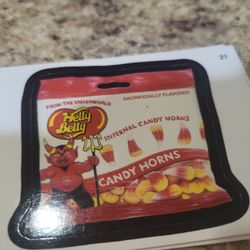 21
FROM THE UNDERWORLD
SACRIFICIALLY FLAVORED
Helly
Belly
INFERNAL CANDY HORNS
CANDY HORNS